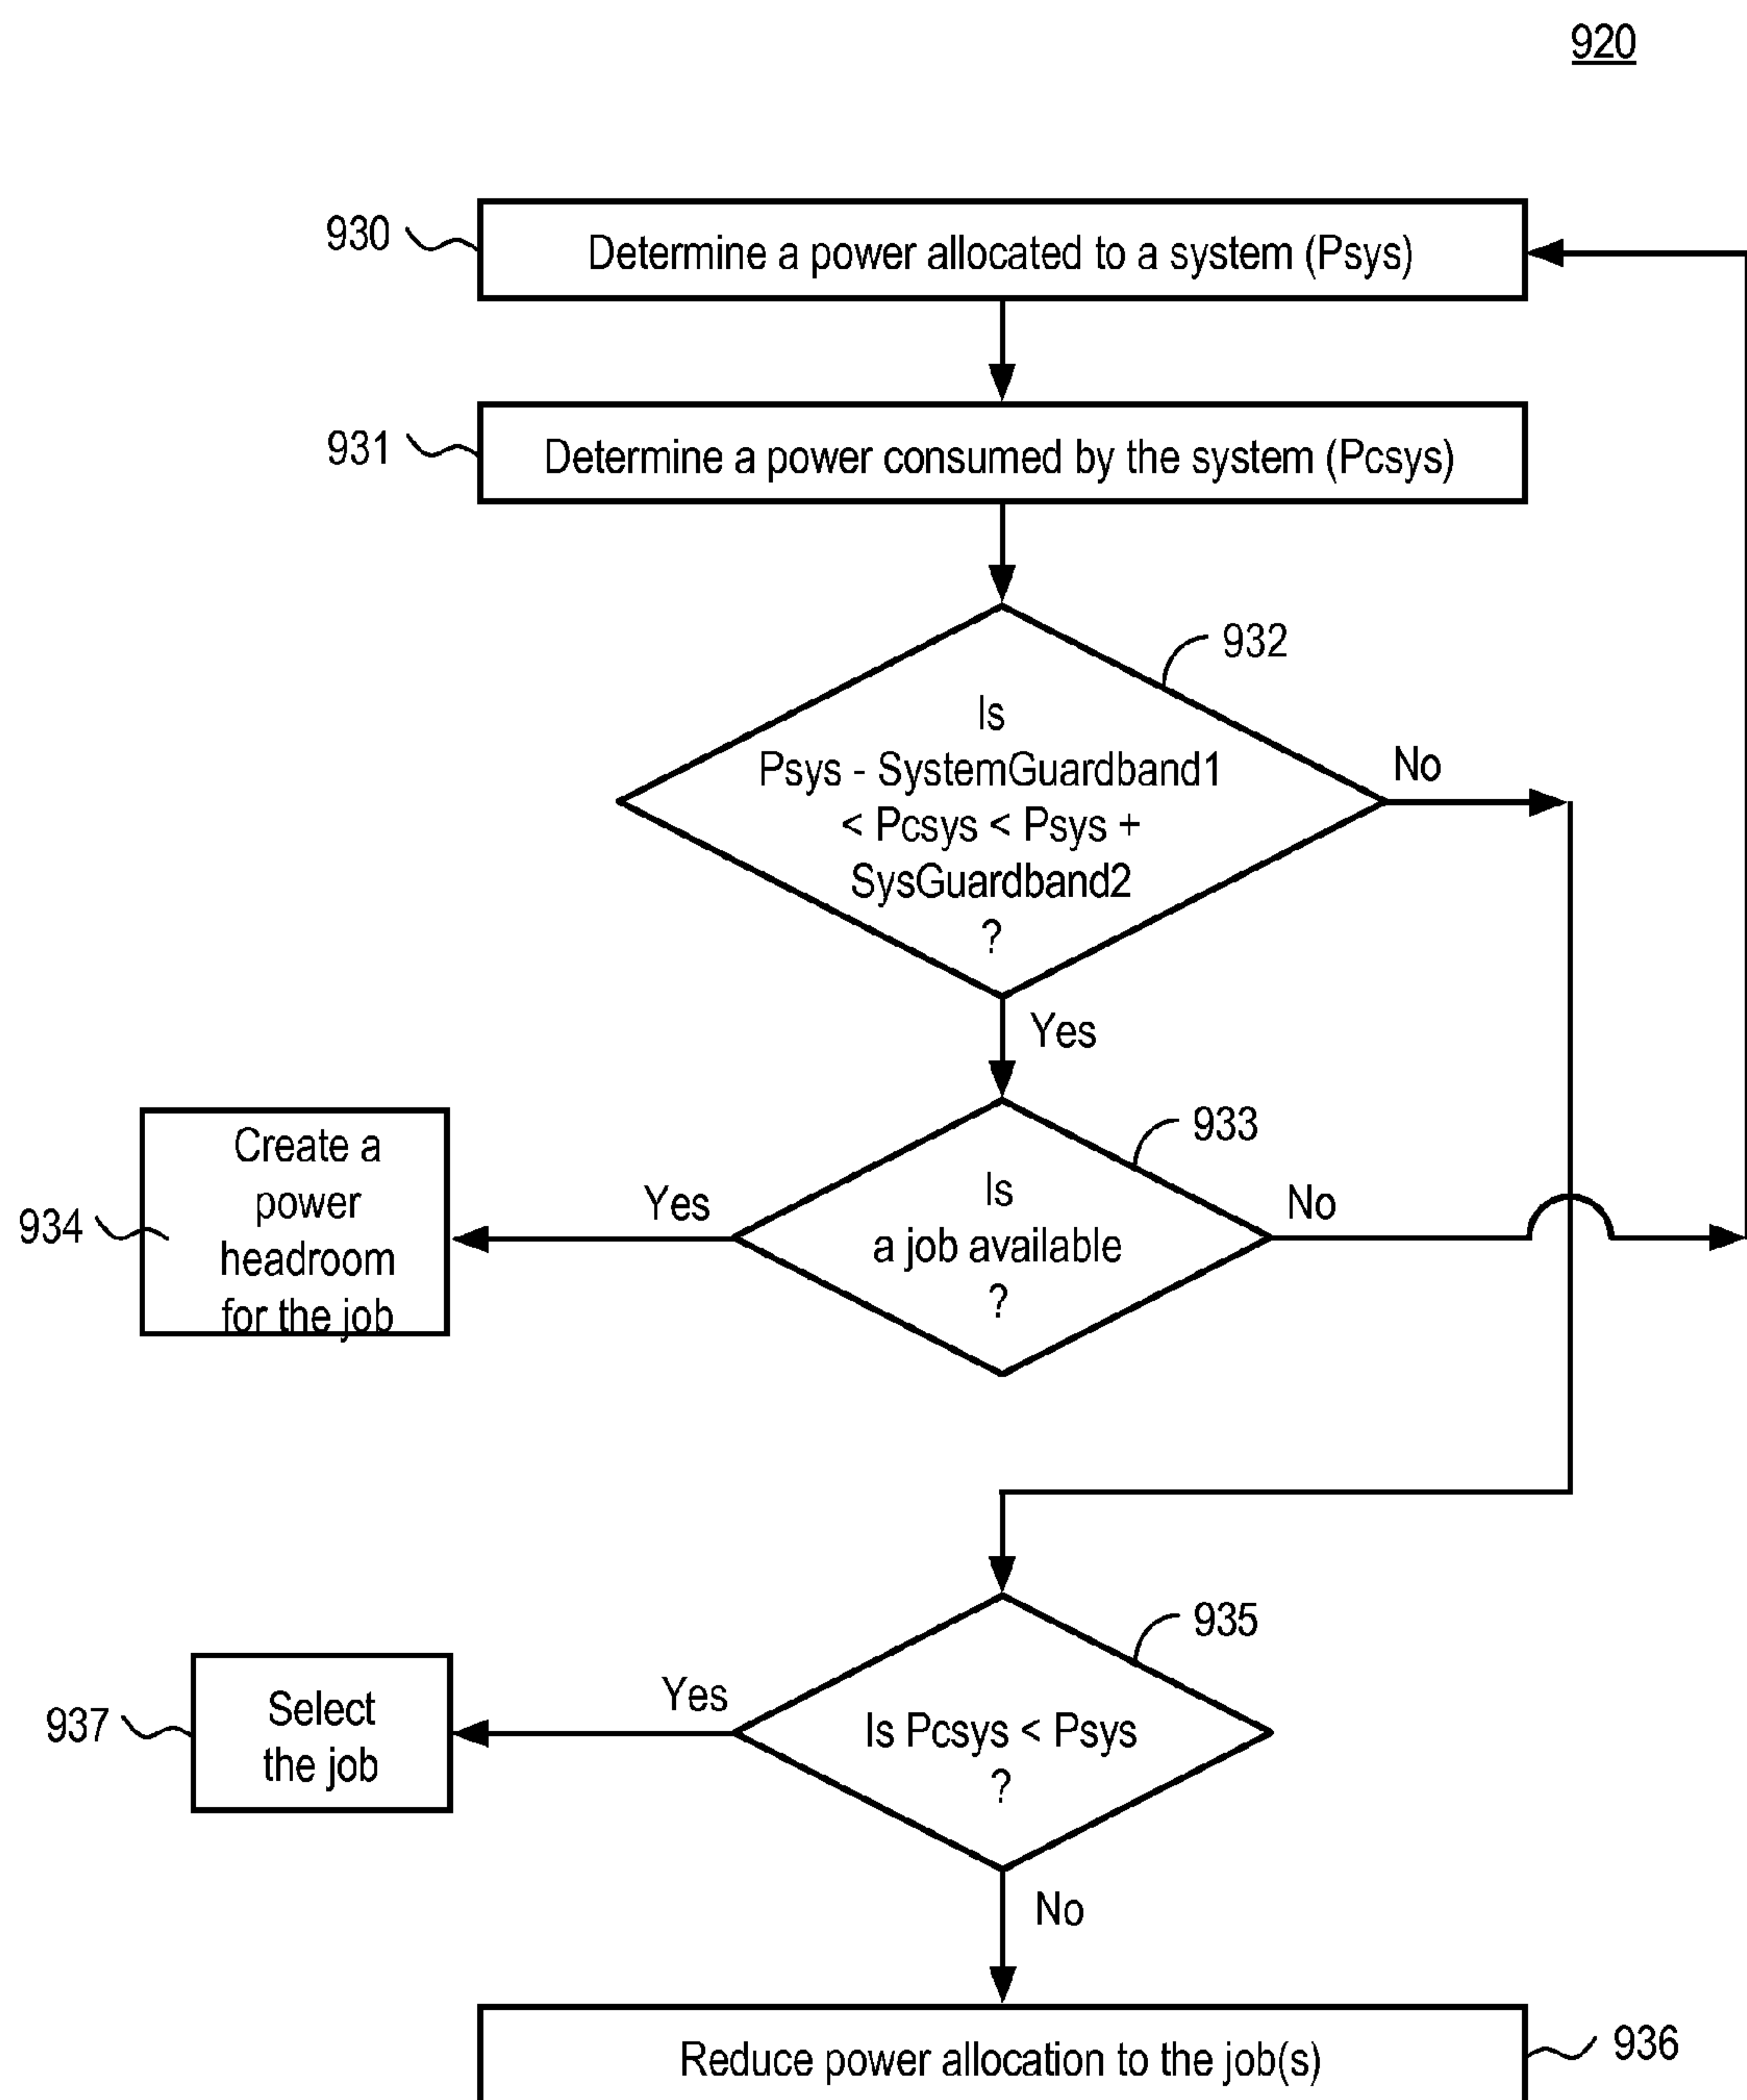 920
930
Determine a power allocated to a system (Psys)
931
Determine a power consumed by the system (Pcsys)
932
Is
Psys - SystemGuardband1
< Pcsys < Psys +
SysGuardband2
?
No
Yes
933
Is
a job available
?
Yes
No
934
Create a
power
headroom
for the job
935
Is Pcsys < Psys
?
Yes
937
Select
the job
No
Reduce power allocation to the job(s)
936